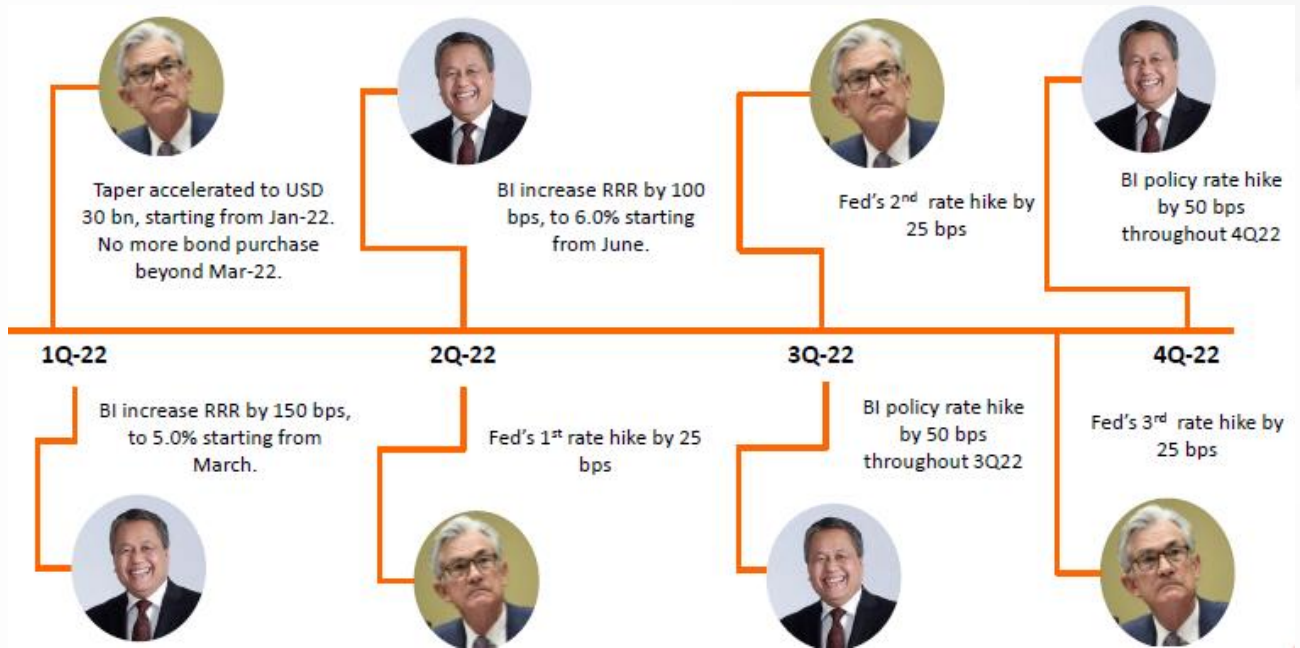 Taper accelerated to USD
30 bn, starting from Jan-22.
No more bond purchase
beyond Mar-22.
BI increase RRR by 100
bps, to 6.0% starting
from June.
Fed's 2nd rate hike by
25 bps
BI policy rate hike
by 50 bps
throughout 4Q22
1Q-22
2Q-22
3Q-22
4Q-22
BI increase RRR by 150 bps,
to 5.0% starting from
March.
Fed's 1st rate hike by 25
bps
BI policy rate hike
by 50 bps
throughout 3Q22
Fed's 3rd rate hike by
25 bps